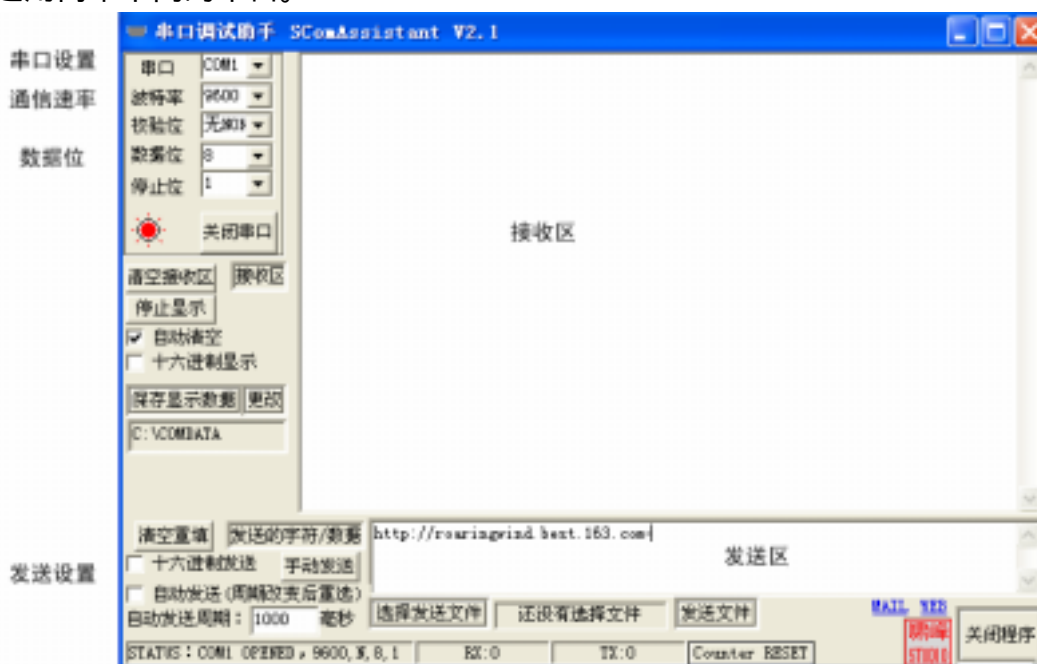 串口调试助手 SComAssistant V2.1
串口设置
串口 COM1
通信速率
波特率 9600
校验位 无NON
数据位
数据位 8
停止位 1
关闭串口
接收区
清空接收区 接收区
停止显示
自动清空
十六进制显示
保存显示数据 更改
C:\COMDATA
清空重填 发送的字符/数据 http://roaringwind.best.163.com
十六进制发送 手动发送
发送区
发送设置
自动发送(周期改变后重选)
自动发送周期: 1000 毫秒 选择发送文件 还没有选择文件 发送文件
MAIL WEB
关闭程序
STUDIO
STATUS:COM1 OPENED,9600,N,8,1 RX:0 TX:0 Counter RESET